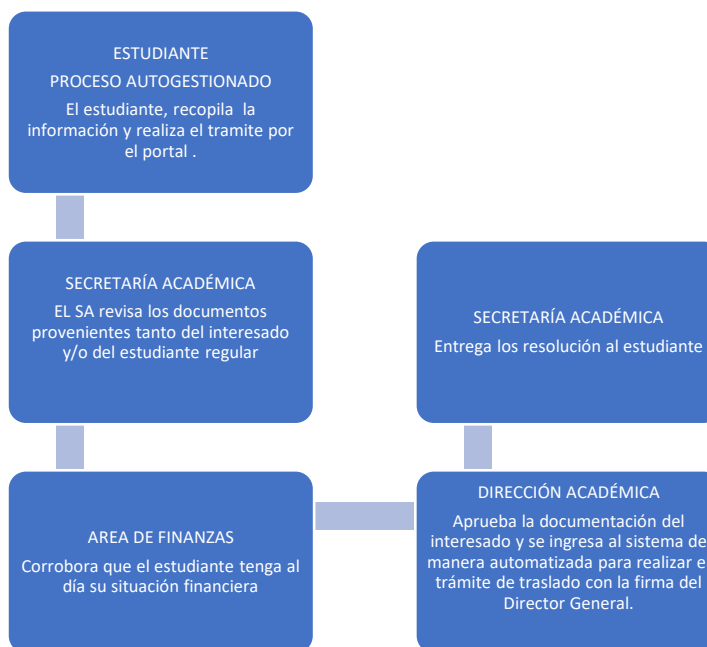 ESTUDIANTE
PROCESO AUTOGESTIONADO
El estudiante, recopila la
información y realiza el tramite por
el portal .
SECRETARÍA ACADÉMICA
EL SA revisa los documentos
provenientes tanto del interesado
y/o del estudiante regular
AREA DE FINANZAS
Corrobora que el estudiante tenga al
día su situación financiera
DIRECCIÓN ACADÉMICA
Aprueba la documentación del
interesado y se ingresa al sistema de
manera automatizada para realizar e
trámite de traslado con la firma del
Director General.
SECRETARÍA ACADÉMICA
Entrega los resolución al estudiante